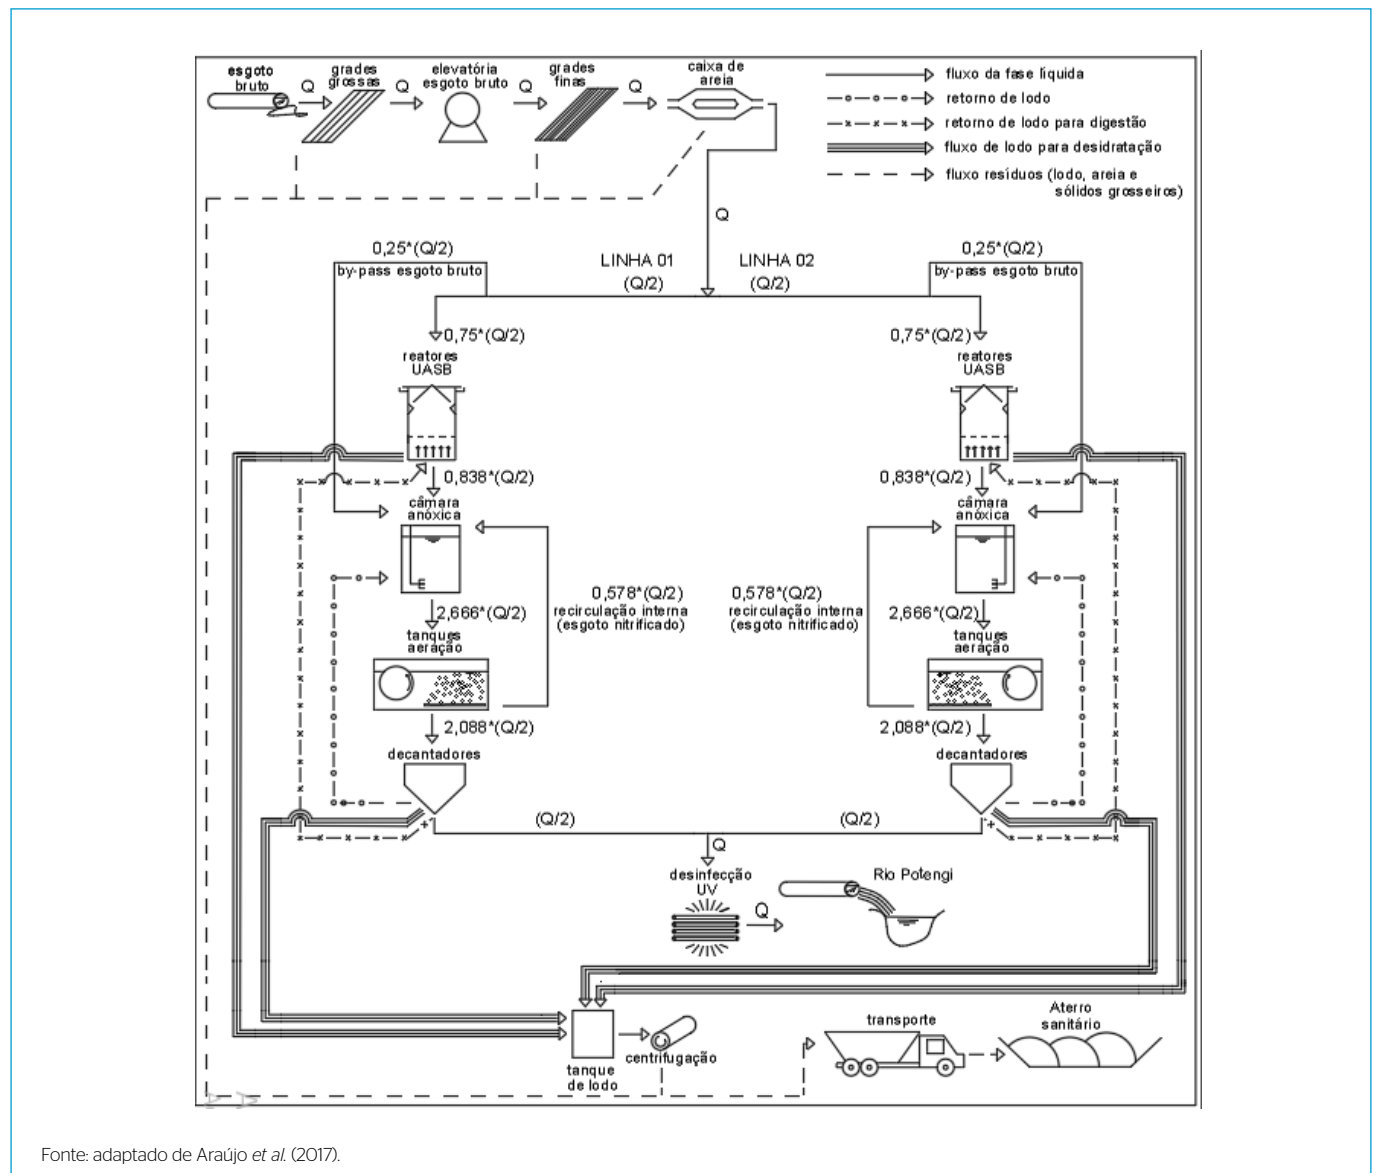 esgoto
bruto
Q
grades
grossas
Q
elevatória
esgoto bruto
Q
grades
finas
Q
caixa de
areia
fluxo da fase líquida
retorno de lodo
retorno de lodo para digestão
fluxo de lodo para desidratação
fluxo resíduos (lodo, areia e
sólidos grosseiros)
Q
0,25*(Q/2)
by-pass esgoto bruto
LINHA 01
(Q/2)
LINHA 02
(Q/2)
0,25*(Q/2)
by-pass esgoto bruto
0,75*(Q/2)
reatores
UASB
0,75*(Q/2)
reatores
UASB
0,838*(Q/2)
câmara
anóxica
0,838*(Q/2)
câmara
anóxica
0,578*(Q/2)
recirculação interna
(esgoto nitrificado)
0,578*(Q/2)
recirculação interna
(esgoto nitrificado)
2,666*(Q/2)
tanques
aeração
2,666*(Q/2)
tanques
aeração
2,088*(Q/2)
decantadores
2,088*(Q/2)
decantadores
(Q/2)
(Q/2)
Q
desinfecção
UV
Q
Rio Potengi
tanque
de lodo
centrifugação
transporte
Aterro
sanitário
Fonte: adaptado de Araújo et al. (2017).